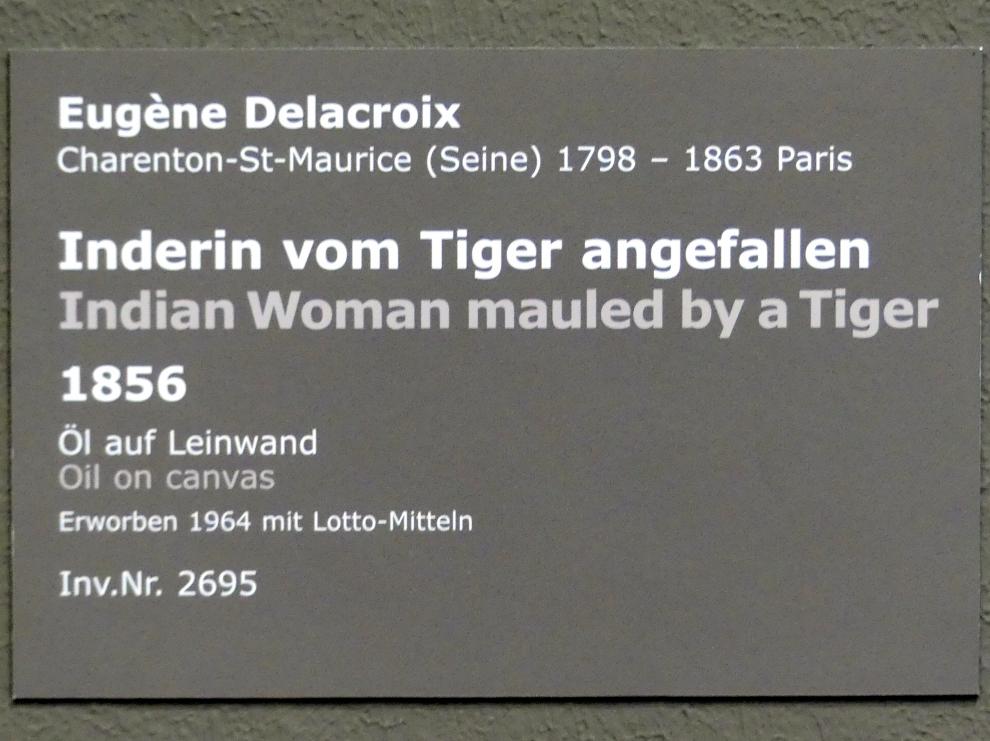 Eugène Delacroix
Charenton-St-Maurice (Seine) 1798 – 1863 Paris
Inderin vom Tiger angefallen
Indian Woman mauled by a Tiger
1856
Öl auf Leinwand
Oil on canvas
Erworben 1964 mit Lotto-Mitteln
Inv.Nr. 2695